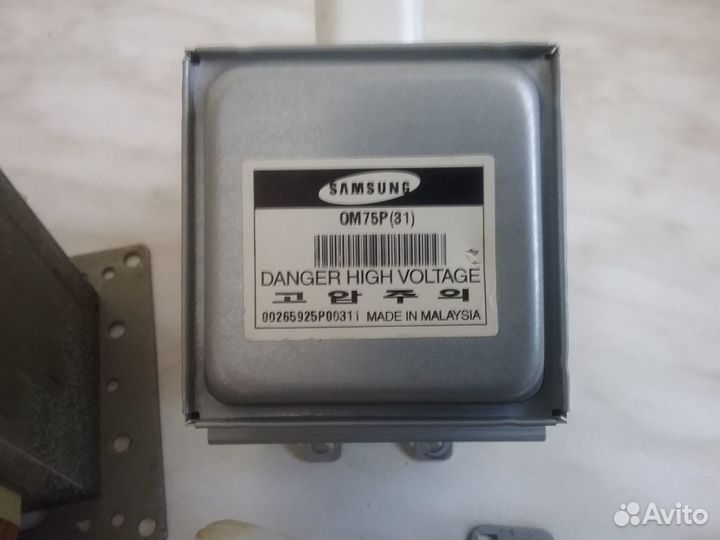 SAMSUNG
OM75P(31)
DANGER HIGH VOLTAGE
고 압 주 의
00265925P00311 MADE IN MALAYSIA
Avito